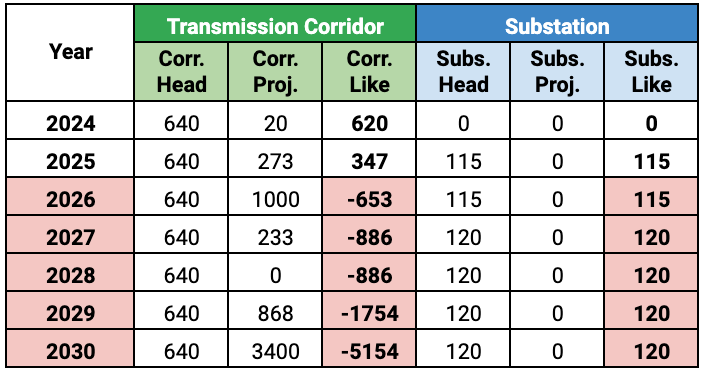 Year Transmission Corridor Substation
Corr. Head Corr. Proj. Corr. Like Subs. Head Subs. Proj. Subs. Like
2024 640 20 620 0 0 0
2025 640 273 347 115 0 115
2026 640 1000 -653 115 0 115
2027 640 233 -886 120 0 120
2028 640 0 -886 120 0 120
2029 640 868 -1754 120 0 120
2030 640 3400 -5154 120 0 120